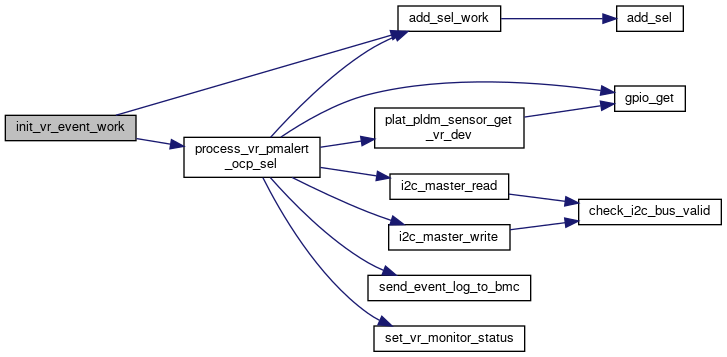 init_vr_event_work
add_sel_work
add_sel
process_vr_pmalert
_ocp_sel
gpio_get
plat_pldm_sensor_get
_vr_dev
i2c_master_read
check_i2c_bus_valid
i2c_master_write
send_event_log_to_bmc
set_vr_monitor_status